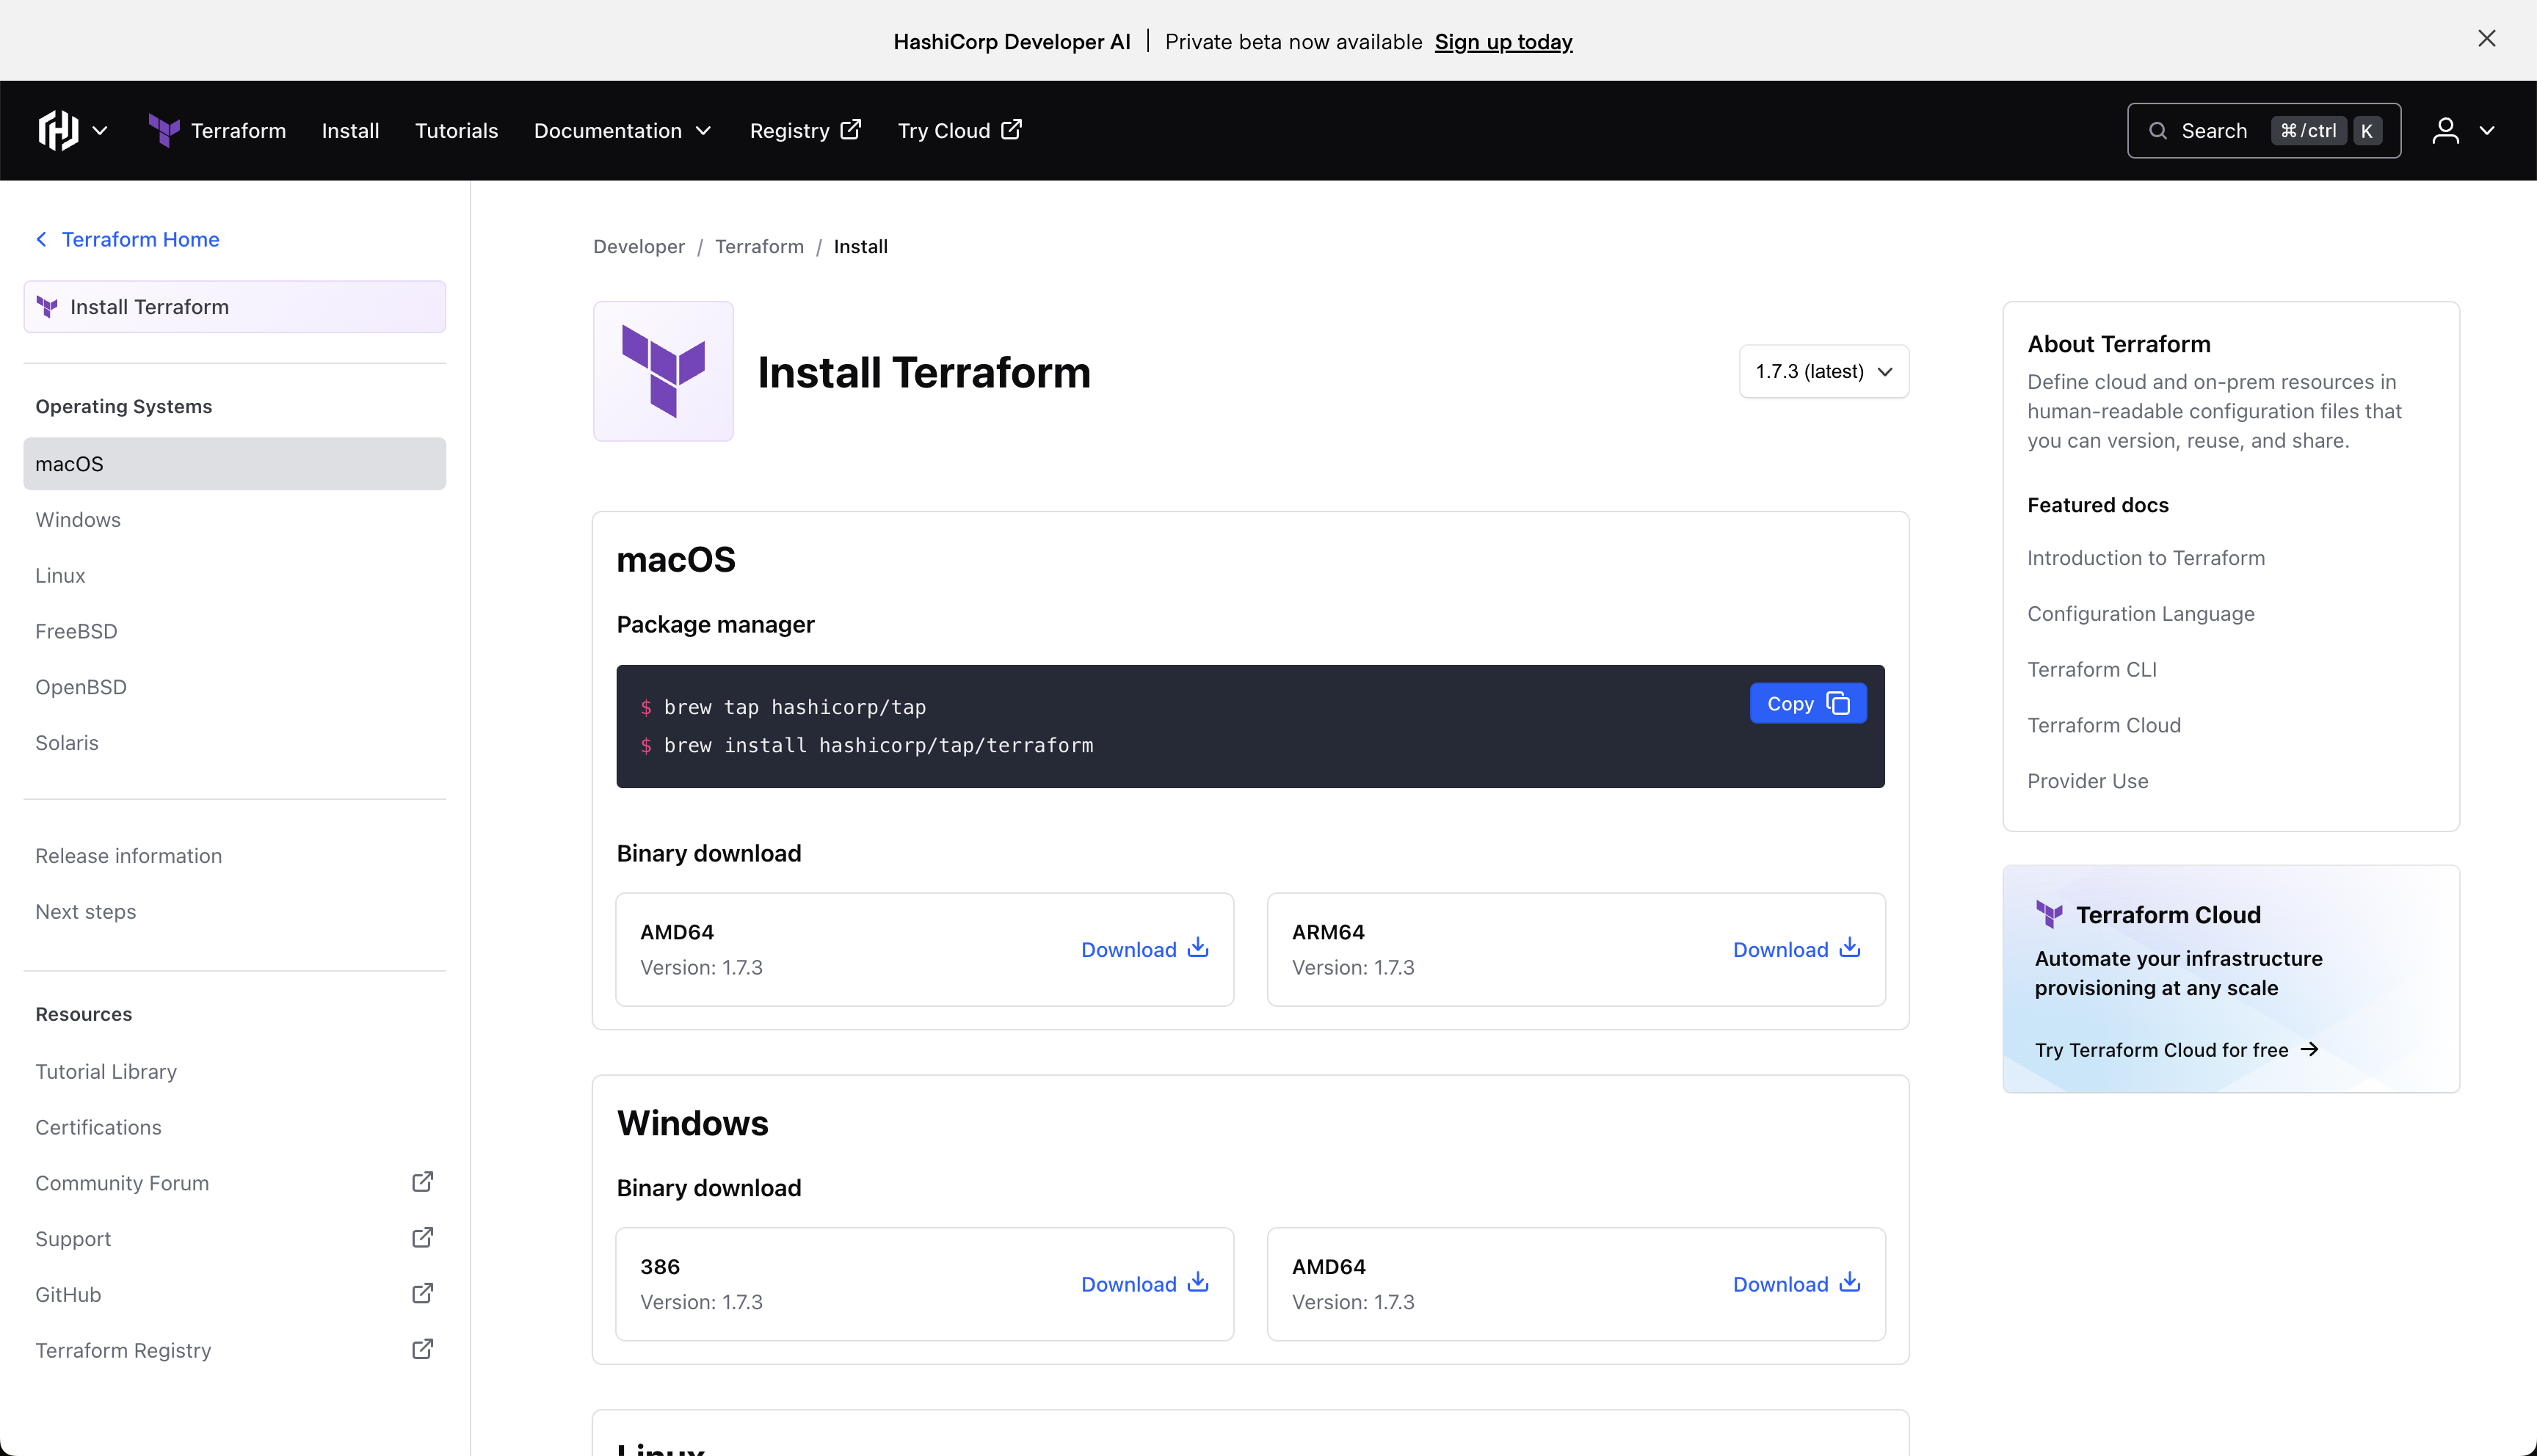 HashiCorp Developer AI | Private beta now available Sign up today
Terraform Install Tutorials Documentation Registry Try Cloud Search ⌘/ctrl K
Terraform Home
Install Terraform
Operating Systems
macOS
Windows
Linux
FreeBSD
OpenBSD
Solaris
Release information
Next steps
Resources
Tutorial Library
Certifications
Community Forum
Support
GitHub
Terraform Registry
Developer / Terraform / Install
Install Terraform
1.7.3 (latest)
macOS
Package manager
$ brew tap hashicorp/tap
$ brew install hashicorp/tap/terraform
Copy
Binary download
AMD64
Version: 1.7.3
Download
ARM64
Version: 1.7.3
Download
Windows
Binary download
386
Version: 1.7.3
Download
AMD64
Version: 1.7.3
Download
Linux
About Terraform
Define cloud and on-prem resources in
human-readable configuration files that
you can version, reuse, and share.
Featured docs
Introduction to Terraform
Configuration Language
Terraform CLI
Terraform Cloud
Provider Use
Terraform Cloud
Automate your infrastructure
provisioning at any scale
Try Terraform Cloud for free